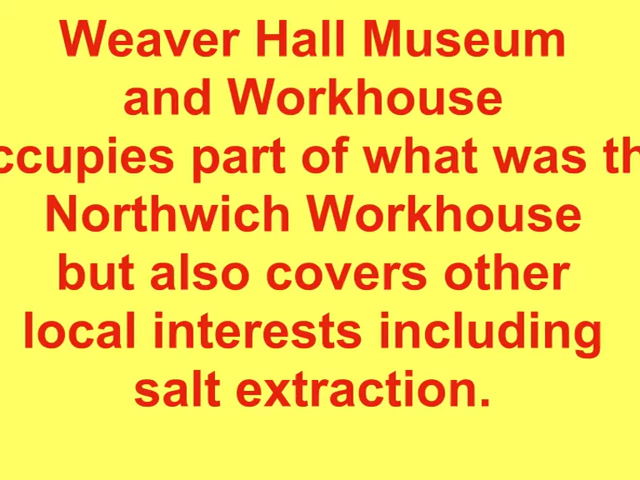 Weaver Hall Museum
and Workhouse
ccupies part of what was th
Northwich Workhouse
but also covers other
local interests including
salt extraction.